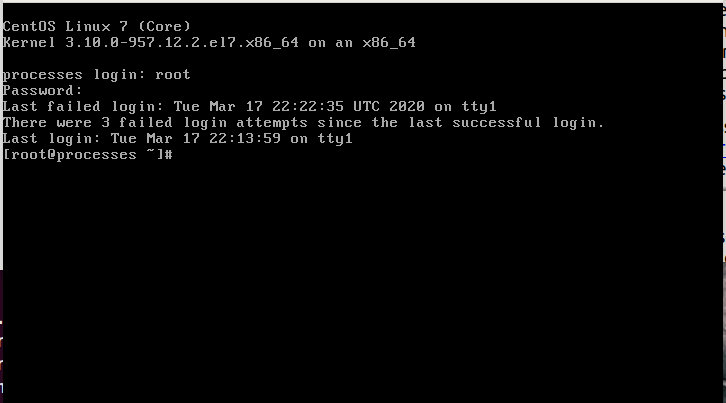 CentOS Linux 7 (Core)
Kernel 3.10.0-957.12.2.el7.x86_64 on an x86_64
processes login: root
Password:
Last failed login: Tue Mar 17 22:22:35 UTC 2020 on tty1
There were 3 failed login attempts since the last successful login.
Last login: Tue Mar 17 22:13:59 on tty1
[root@processes ~]#